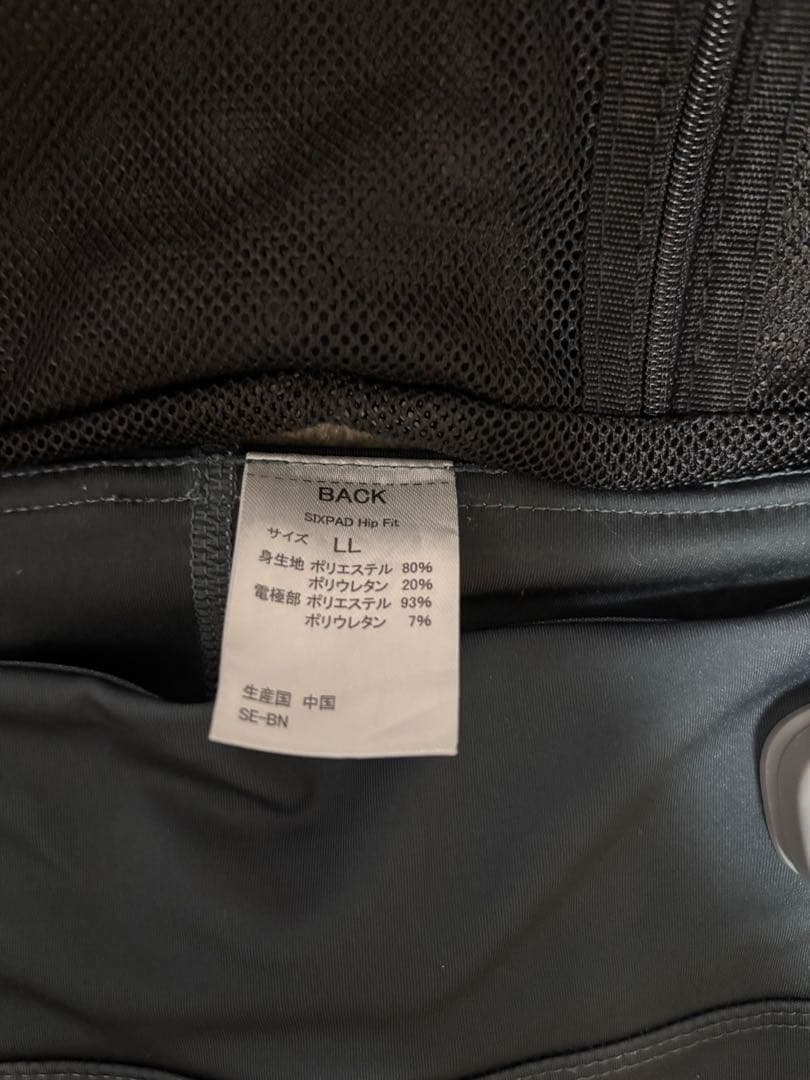 BACK
SIXPAD Hip Fit
サイズ LL
身生地 ポリエステル 80%
ポリウレタン 20%
電極部 ポリエステル 93%
ポリウレタン 7%
生産国 中国
SE-BN